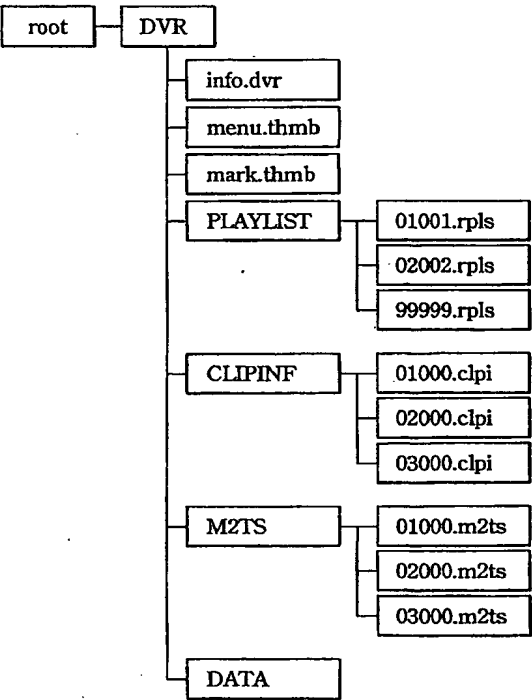 root DVR
info.dvr
menu.thmb
mark.thmb
PLAYLIST 01001.rpls
02002.rpls
99999.rpls
CLIPINF 01000.clpi
02000.clpi
03000.clpi
M2TS 01000.m2ts
02000.m2ts
03000.m2ts
DATA